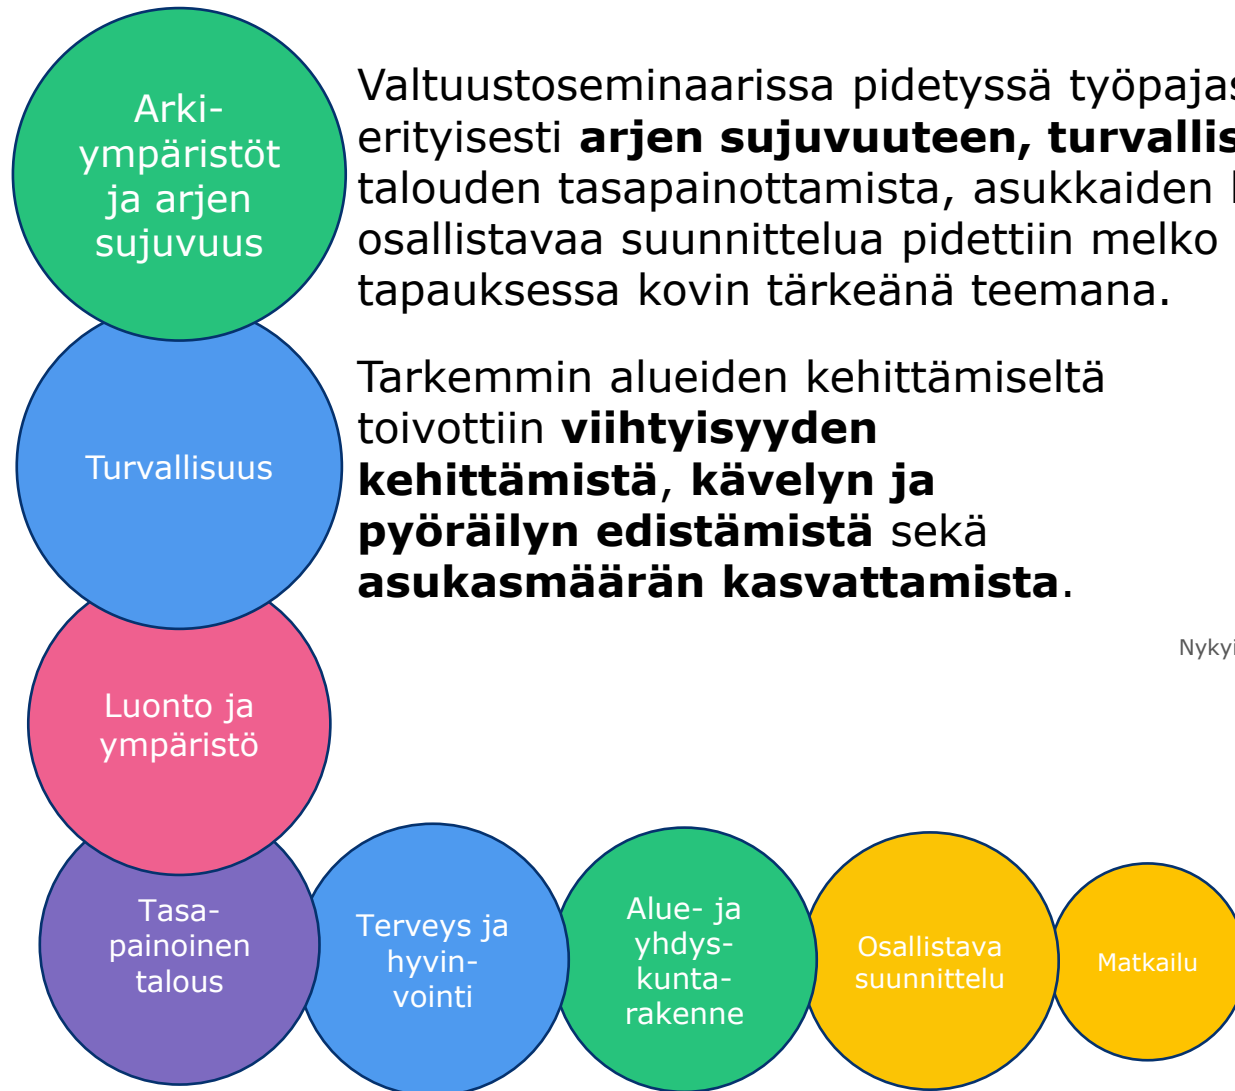 Arki-
ympäristöt
ja arjen
sujuvuus
Valtuustoseminaarissa pidetyssä
erityisesti arjen sujuvuuteen,
talouden tasapainottamista, asukkaiden
osallistavaa suunnittelua pidettiin melko
tapauksessa kovin tärkeänä teemana.
Turvallisuus
Tarkemmin alueiden kehittämiseltä
toivottiin viihtyisyyden
kehittämistä, kävelyn ja
pyöräilyn edistämistä sekä
asukasmäärän kasvattamista.
Luonto ja
ympäristö
Tasa-
painoinen
talous
Terveys ja
hyvin-
vointi
Alue- ja
yhdys-
kunta-
rakenne
Osallistava
suunnittelu
Matkailu